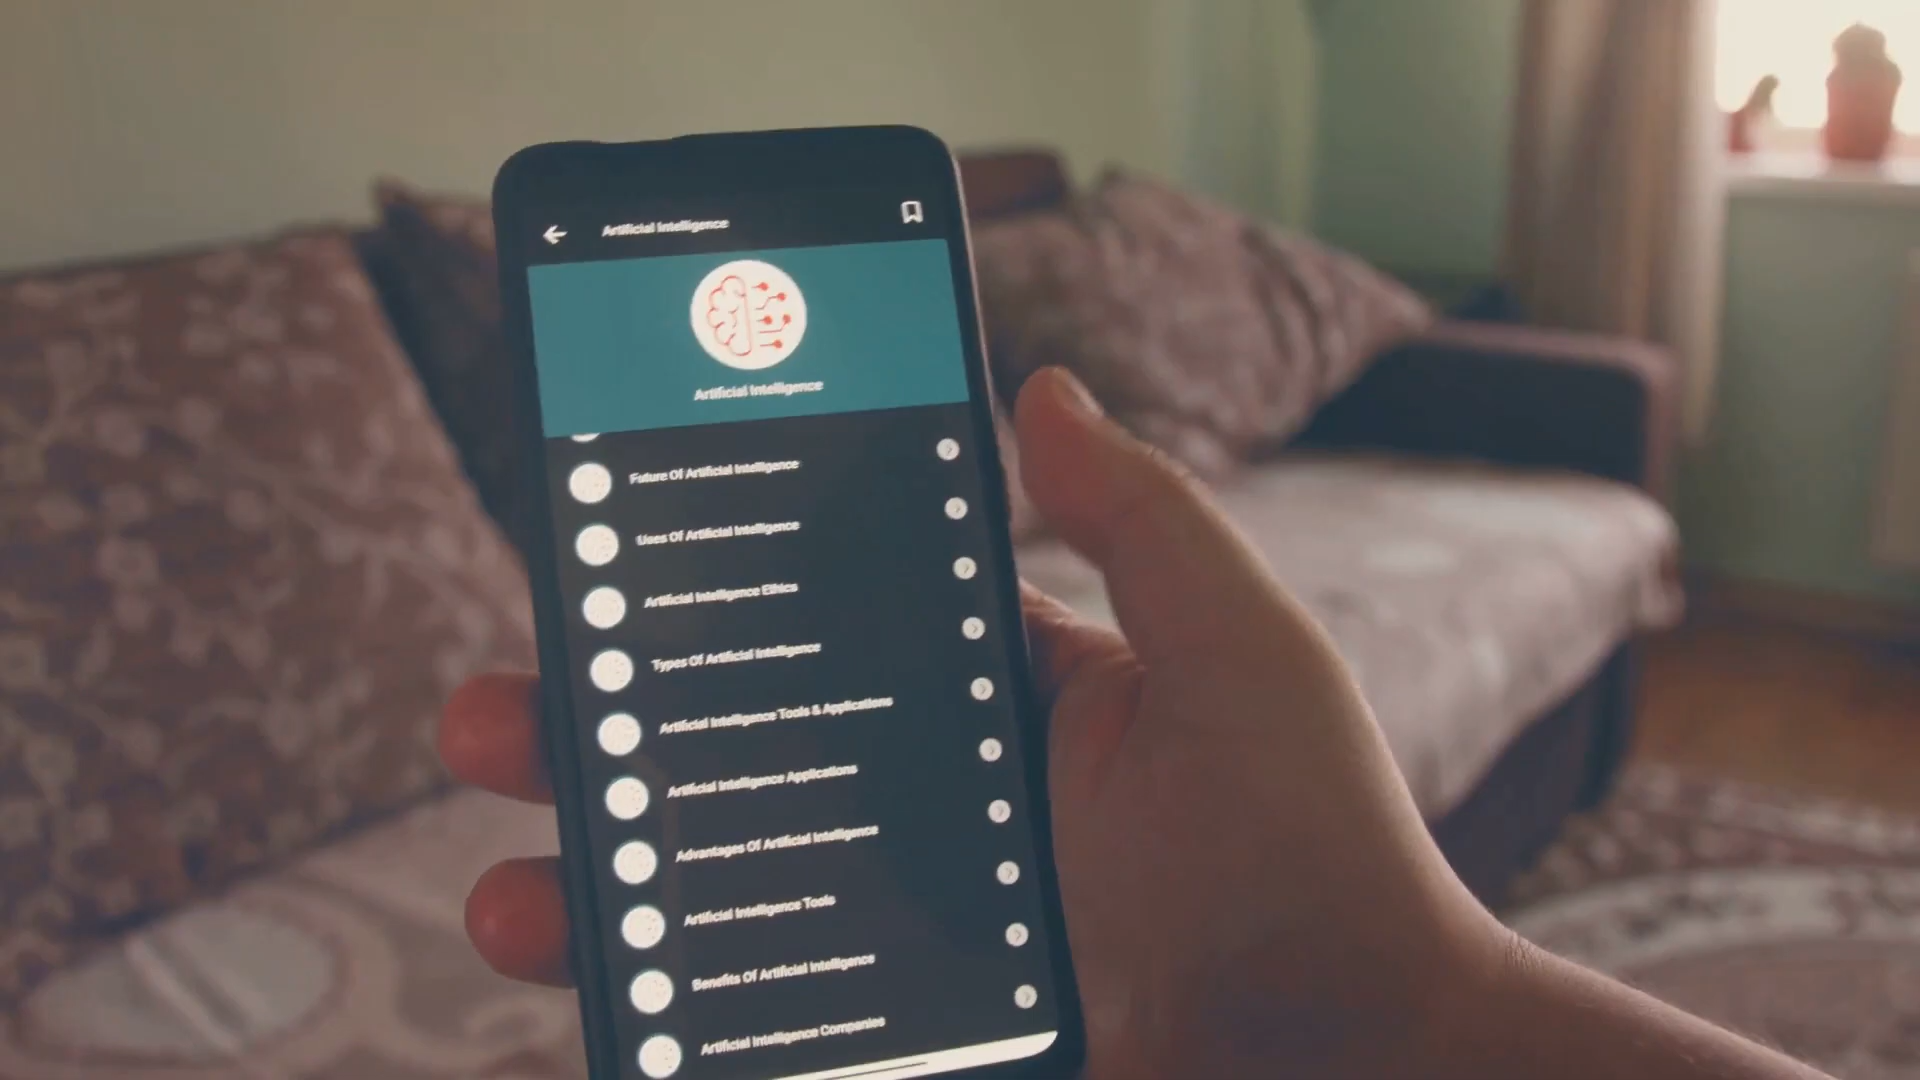 Artificial Intelligence
Artificial Intelligence
Future Of Artificial Intelligence
Uses Of Artificial Intelligence
Artificial Intelligence Ethics
Types Of Artificial Intelligence
Artificial Intelligence Tools & Applications
Artificial Intelligence Applications
Advantages Of Artificial Intelligence
Artificial Intelligence Tools
Benefits Of Artificial Intelligence
Artificial Intelligence Companies